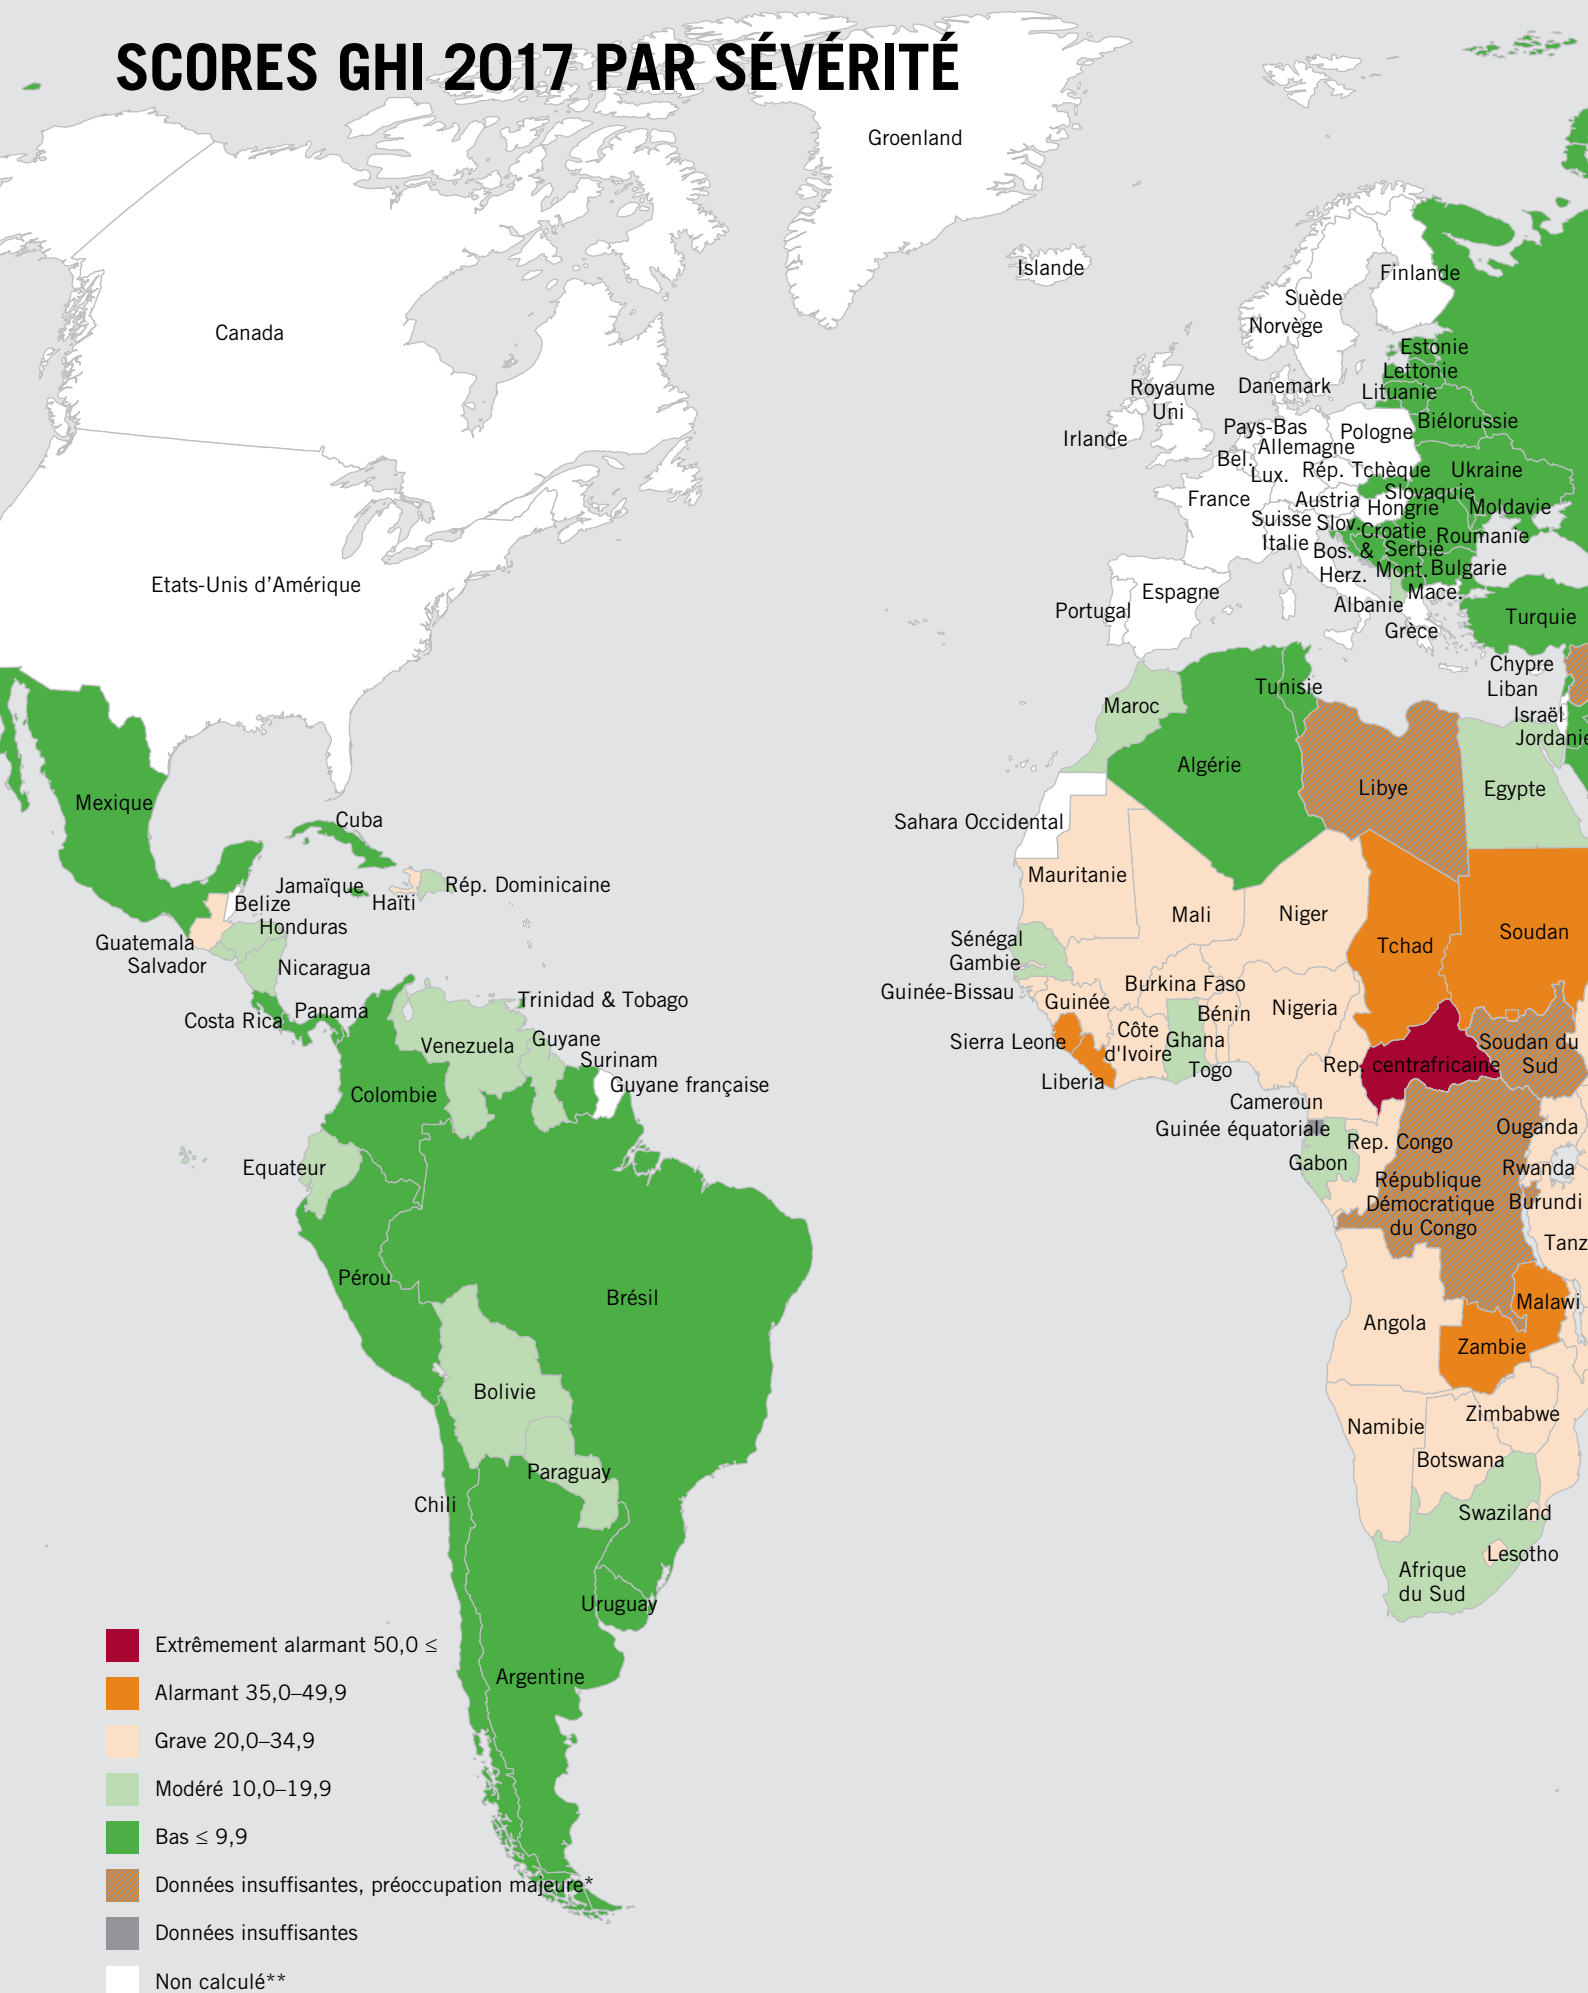 SCORES GHI 2017 PAR SÉVÉRITÉ
Groenland
Islande
Finlande
Suède
Norvège
Canada
Estonie
Lettonie
Lituanie
Royaume
Uni
Danemark
Biélorussie
Pays-Bas
Pologne
Irlande
Allemagne
Bel.
Lux.
Rép. Tchèque
Ukraine
France
Austria
Slovaquie
Hongrie
Moldavie
Suisse
Slov.
Croatie
Roumanie
Italie
Bos. &
Herz.
Serbie
Mont.
Bulgarie
Etats-Unis d'Amérique
Espagne
Mace.
Portugal
Albanie
Grèce
Turquie
Chypre
Liban
Israël
Jordanie
Tunisie
Maroc
Algérie
Libye
Egypte
Mexique
Cuba
Sahara Occidental
Jamaïque
Haïti
Rép. Dominicaine
Belize
Honduras
Guatemala
Salvador
Nicaragua
Mauritanie
Mali
Niger
Tchad
Soudan
Sénégal
Gambie
Guinée-Bissau
Guinée
Burkina Faso
Bénin
Nigeria
Trinidad & Tobago
Costa Rica
Panama
Venezuela
Guyane
Surinam
Guyane française
Colombie
Sierra Leone
Côte
d'Ivoire
Ghana
Togo
Liberia
Rep. centrafricaine
Soudan du
Sud
Cameroun
Guinée équatoriale
Gabon
Rep. Congo
Ouganda
Rwanda
République
Démocratique
du Congo
Burundi
Tanz
Equateur
Pérou
Brésil
Angola
Malawi
Zambie
Bolivie
Namibie
Zimbabwe
Botswana
Paraguay
Chili
Swaziland
Lesotho
Afrique
du Sud
Uruguay
Argentine
Extrêmement alarmant 50,0 ≤
Alarmant 35,0–49,9
Grave 20,0–34,9
Modéré 10,0–19,9
Bas ≤ 9,9
Données insuffisantes, préoccupation majeure*
Données insuffisantes
Non calculé**